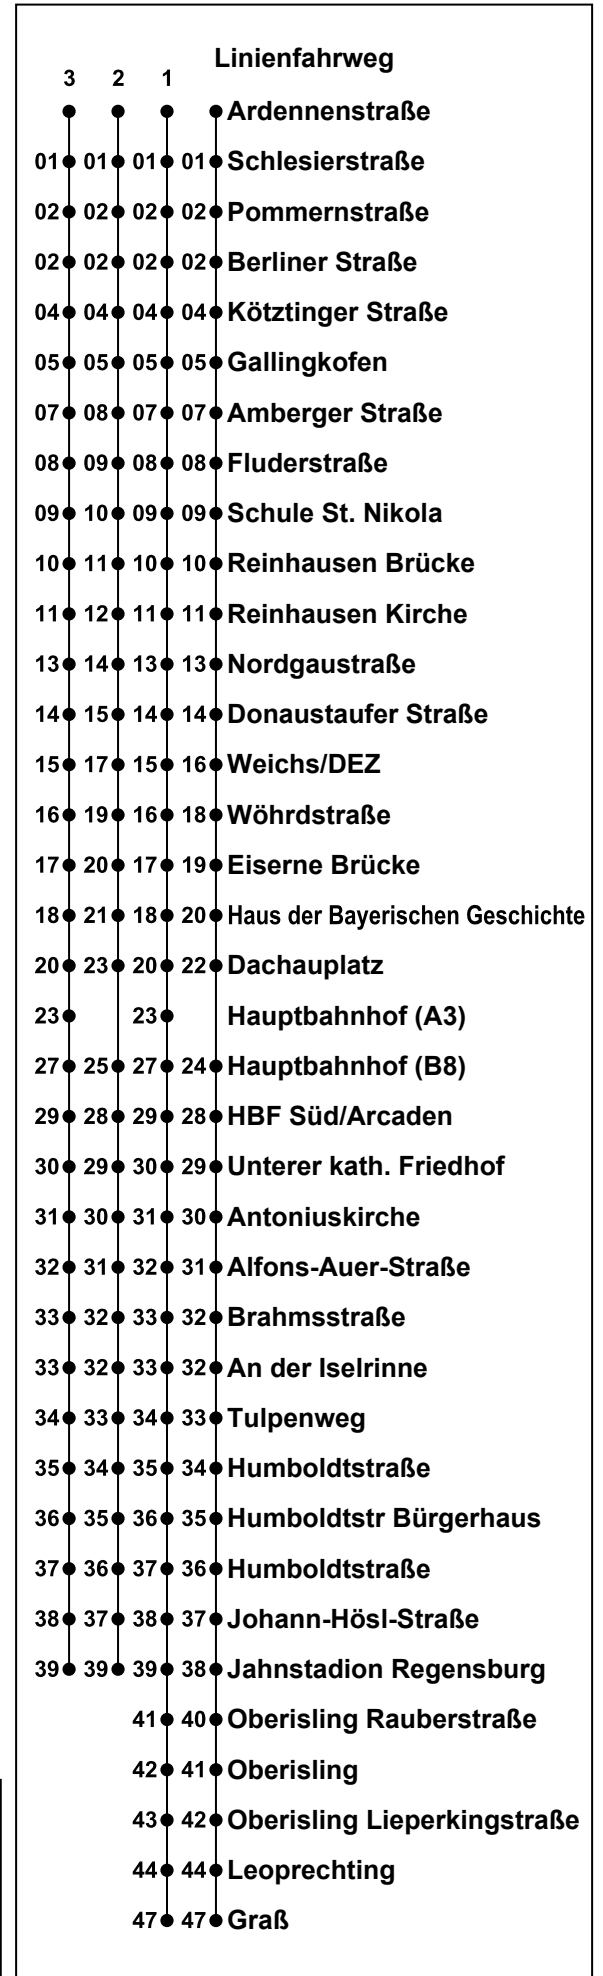 Linienfahrweg
3 2 1
Ardennenstraße
01 01 01 01 Schlesierstraße
02 02 02 02 Pommernstraße
02 02 02 02 Berliner Straße
04 04 04 04 Kötztinger Straße
05 05 05 05 Gallingkofen
07 08 07 07 Amberger Straße
08 09 08 08 Fluderstraße
09 10 09 09 Schule St. Nikola
10 11 10 10 Reinhausen Brücke
11 12 11 11 Reinhausen Kirche
13 14 13 13 Nordgaustraße
14 15 14 14 Donaustaufer Straße
15 17 15 16 Weichs/DEZ
16 19 16 18 Wöhrdstraße
17 20 17 19 Eiserne Brücke
18 21 18 20 Haus der Bayerischen Geschichte
20 23 20 22 Dachauplatz
23 23 Hauptbahnhof (A3)
27 25 27 24 Hauptbahnhof (B8)
29 28 29 28 HBF Süd/Arcaden
30 29 30 29 Unterer kath. Friedhof
31 30 31 30 Antoniuskirche
32 31 32 31 Alfons-Auer-Straße
33 32 33 32 Brahmsstraße
33 32 33 32 An der Iselrinne
34 33 34 33 Tulpenweg
35 34 35 34 Humboldtstraße
36 35 36 35 Humboldtstr Bürgerhaus
37 36 37 36 Humboldtstraße
38 37 38 37 Johann-Hösl-Straße
39 39 39 38 Jahnstadion Regensburg
41 40 Oberisling Rauberstraße
42 41 Oberisling
43 42 Oberisling Lieperkingstraße
44 44 Leoprechting
47 47 Graß